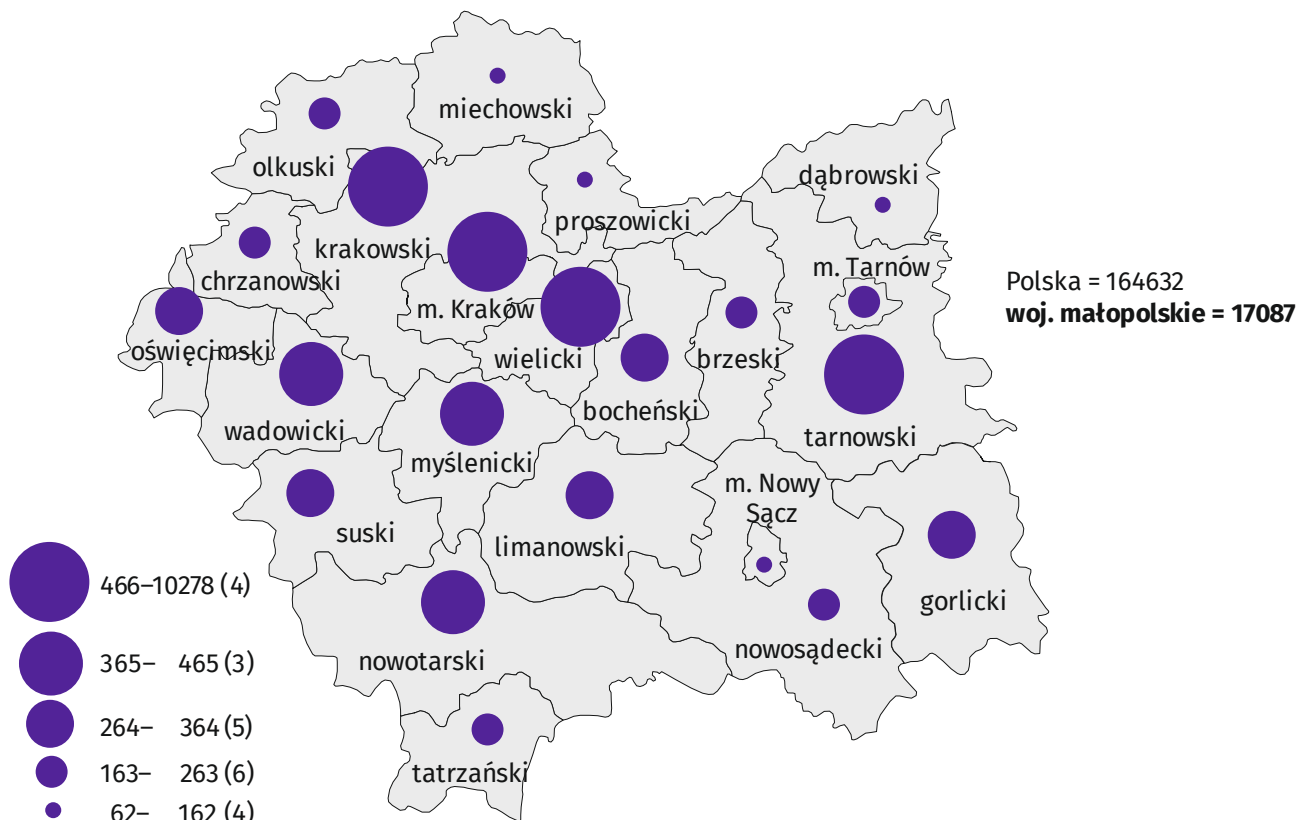 miechowski
olkuski
dąbrowski
proszowicki
krakowski
m. Tarnów
chrzanowski
Polska = 164632
m. Kraków
woj. małopolskie = 17087
oświęcimski
wielicki
brzeski
bocheński
wadowicki
tarnowski
myślenicki
m. Nowy
Sącz
suski
limanowski
466–10278 (4)
gorlicki
nowosądecki
nowotarski
365– 465 (3)
264– 364 (5)
tatrzański
163– 263 (6)
62– 162 (4)